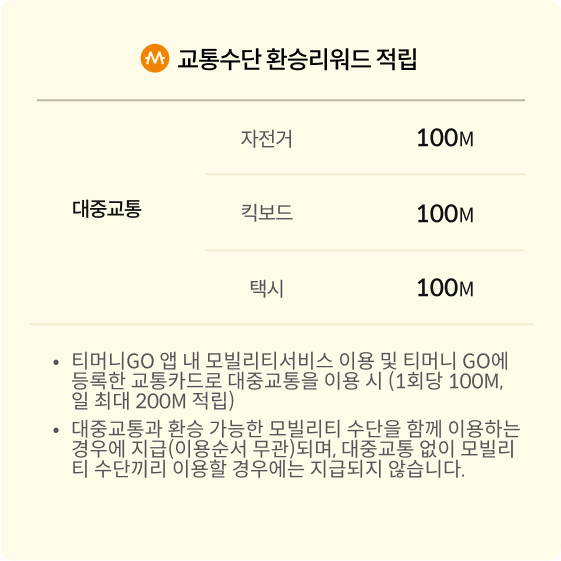 교통수단 환승리워드 적립
대중교통
자전거 100M
킥보드 100M
택시 100M
• 티머니GO 앱 내 모빌리티서비스 이용 및 티머니 GO에
등록한 교통카드로 대중교통을 이용 시 (1회당 100M,
일 최대 200M 적립)
• 대중교통과 환승 가능한 모빌리티 수단을 함께 이용하는
경우에 지급(이용순서 무관)되며, 대중교통 없이 모빌리
티 수단끼리 이용할 경우에는 지급되지 않습니다.